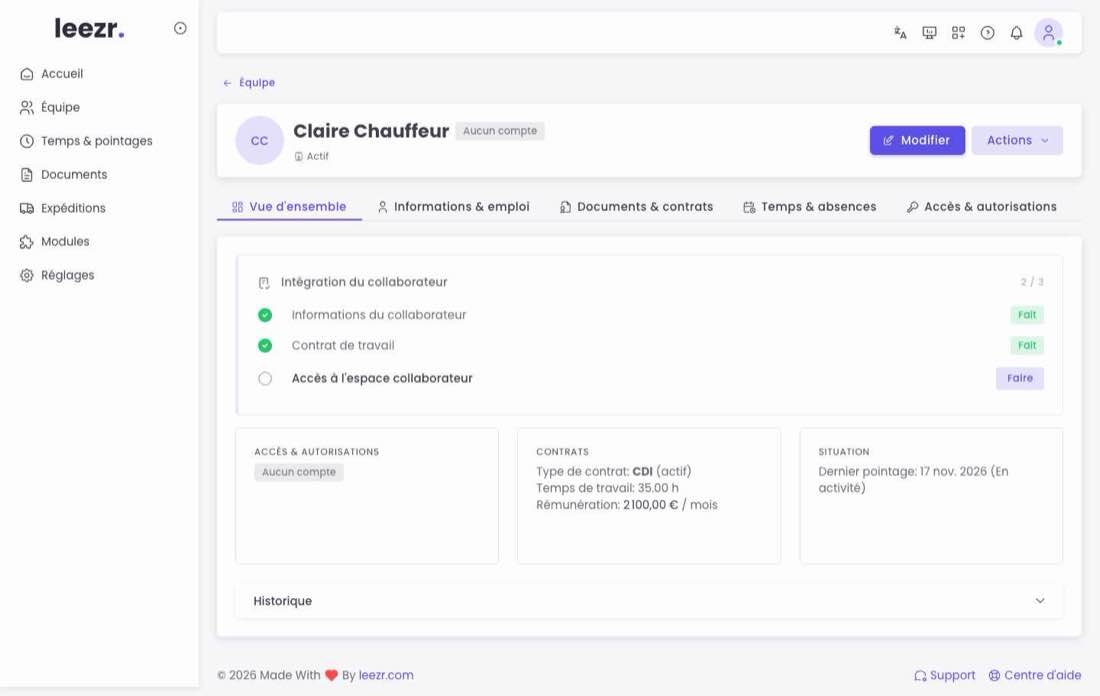 leezr.
Accueil
Équipe
Temps & pointages
Documents
Expéditions
Modules
Réglages
← Équipe
CC
Claire Chauffeur
Aucun compte
Actif
Modifier
Actions
Vue d'ensemble
Informations & emploi
Documents & contrats
Temps & absences
Accès & autorisations
Intégration du collaborateur
2 / 3
Informations du collaborateur
Fait
Contrat de travail
Fait
Accès à l'espace collaborateur
Faire
ACCÈS & AUTORISATIONS
Aucun compte
CONTRATS
Type de contrat: CDI (actif)
Temps de travail: 35.00 h
Rémunération: 2 100,00 € / mois
SITUATION
Dernier pointage: 17 nov. 2026 (En
activité)
Historique
© 2026 Made With ❤ By leezr.com
Support
Centre d'aide